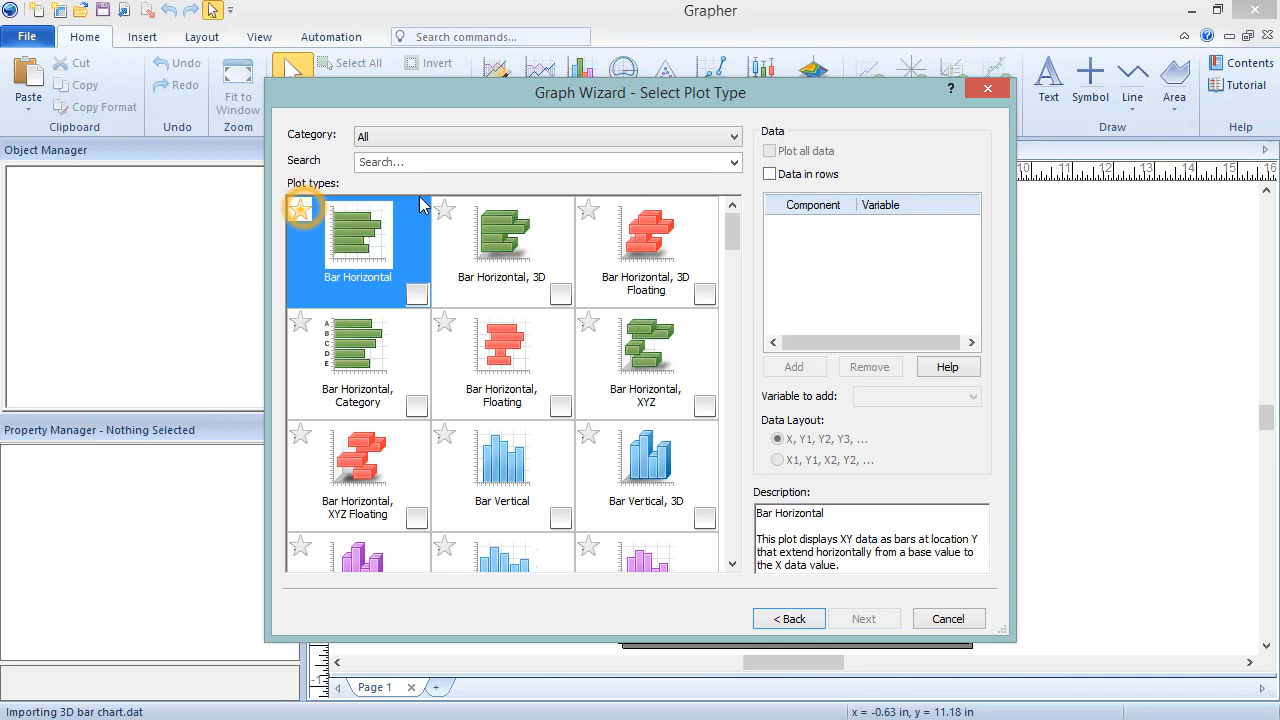 Grapher
File
Home
Insert
Layout
View
Automation
Search commands...
Paste
Cut
Copy
Copy Format
Clipboard
Undo
Redo
Undo
Fit to
Window
Zoom
Select All
Invert
Text
Symbol
Line
Area
Draw
Contents
Tutorial
Help
Object Manager
Property Manager - Nothing Selected
Graph Wizard - Select Plot Type
Category:
All
Search
Search...
Plot types:
Bar Horizontal
Bar Horizontal, 3D
Bar Horizontal, 3D
Floating
A
B
C
D
E
Bar Horizontal,
Category
Bar Horizontal,
Floating
Bar Horizontal,
XYZ
Bar Horizontal,
XYZ Floating
Bar Vertical
Bar Vertical, 3D
Data
Plot all data
Data in rows
Component
Variable
Add
Remove
Help
Variable to add:
Data Layout:
X, Y1, Y2, Y3, ...
X1, Y1, X2, Y2, ...
Description:
Bar Horizontal
This plot displays XY data as bars at location Y
that extend horizontally from a base value to
the X data value.
< Back
Next
Cancel
10 11 12 13 14 15 16
Page 1
Importing 3D bar chart.dat
x = -0.63 in, y = 11.18 in